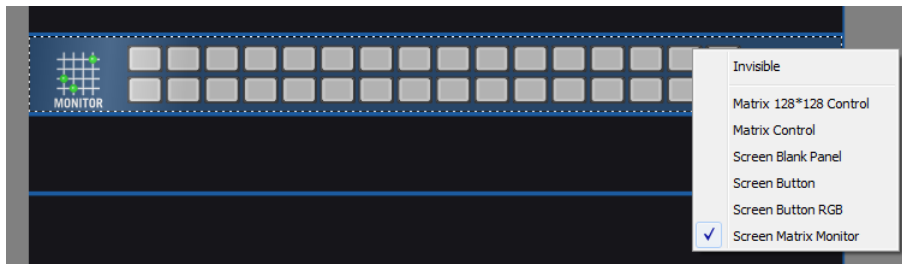 MONITOR
Invisible
Matrix 128*128 Control
Matrix Control
Screen Blank Panel
Screen Button
Screen Button RGB
Screen Matrix Monitor